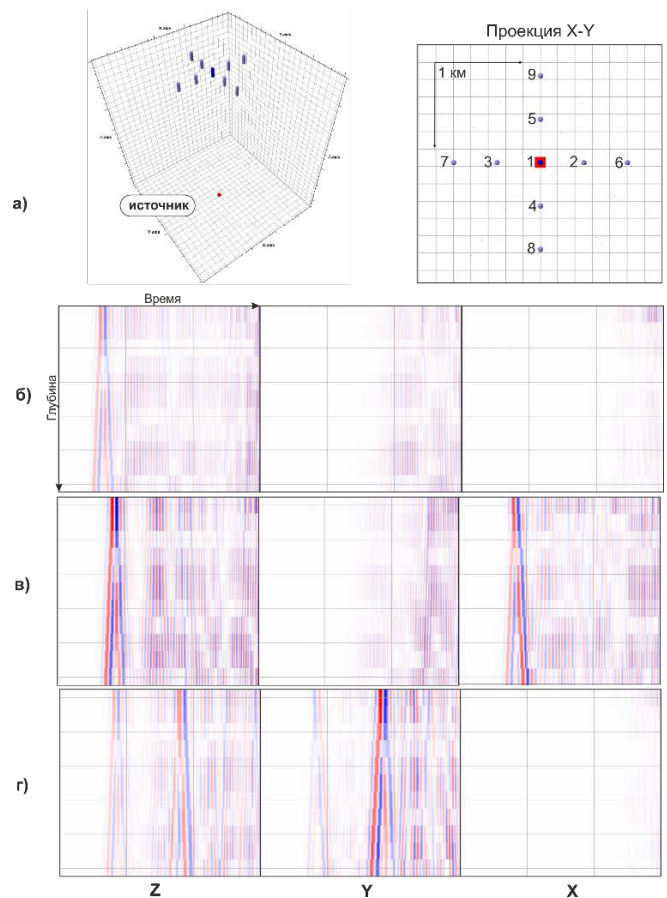 Проекция X-Y
1 км
9
5
7 3 1 2 6
4
8
источник
а)
Время
Глубина
б)
в)
г)
Z Y X